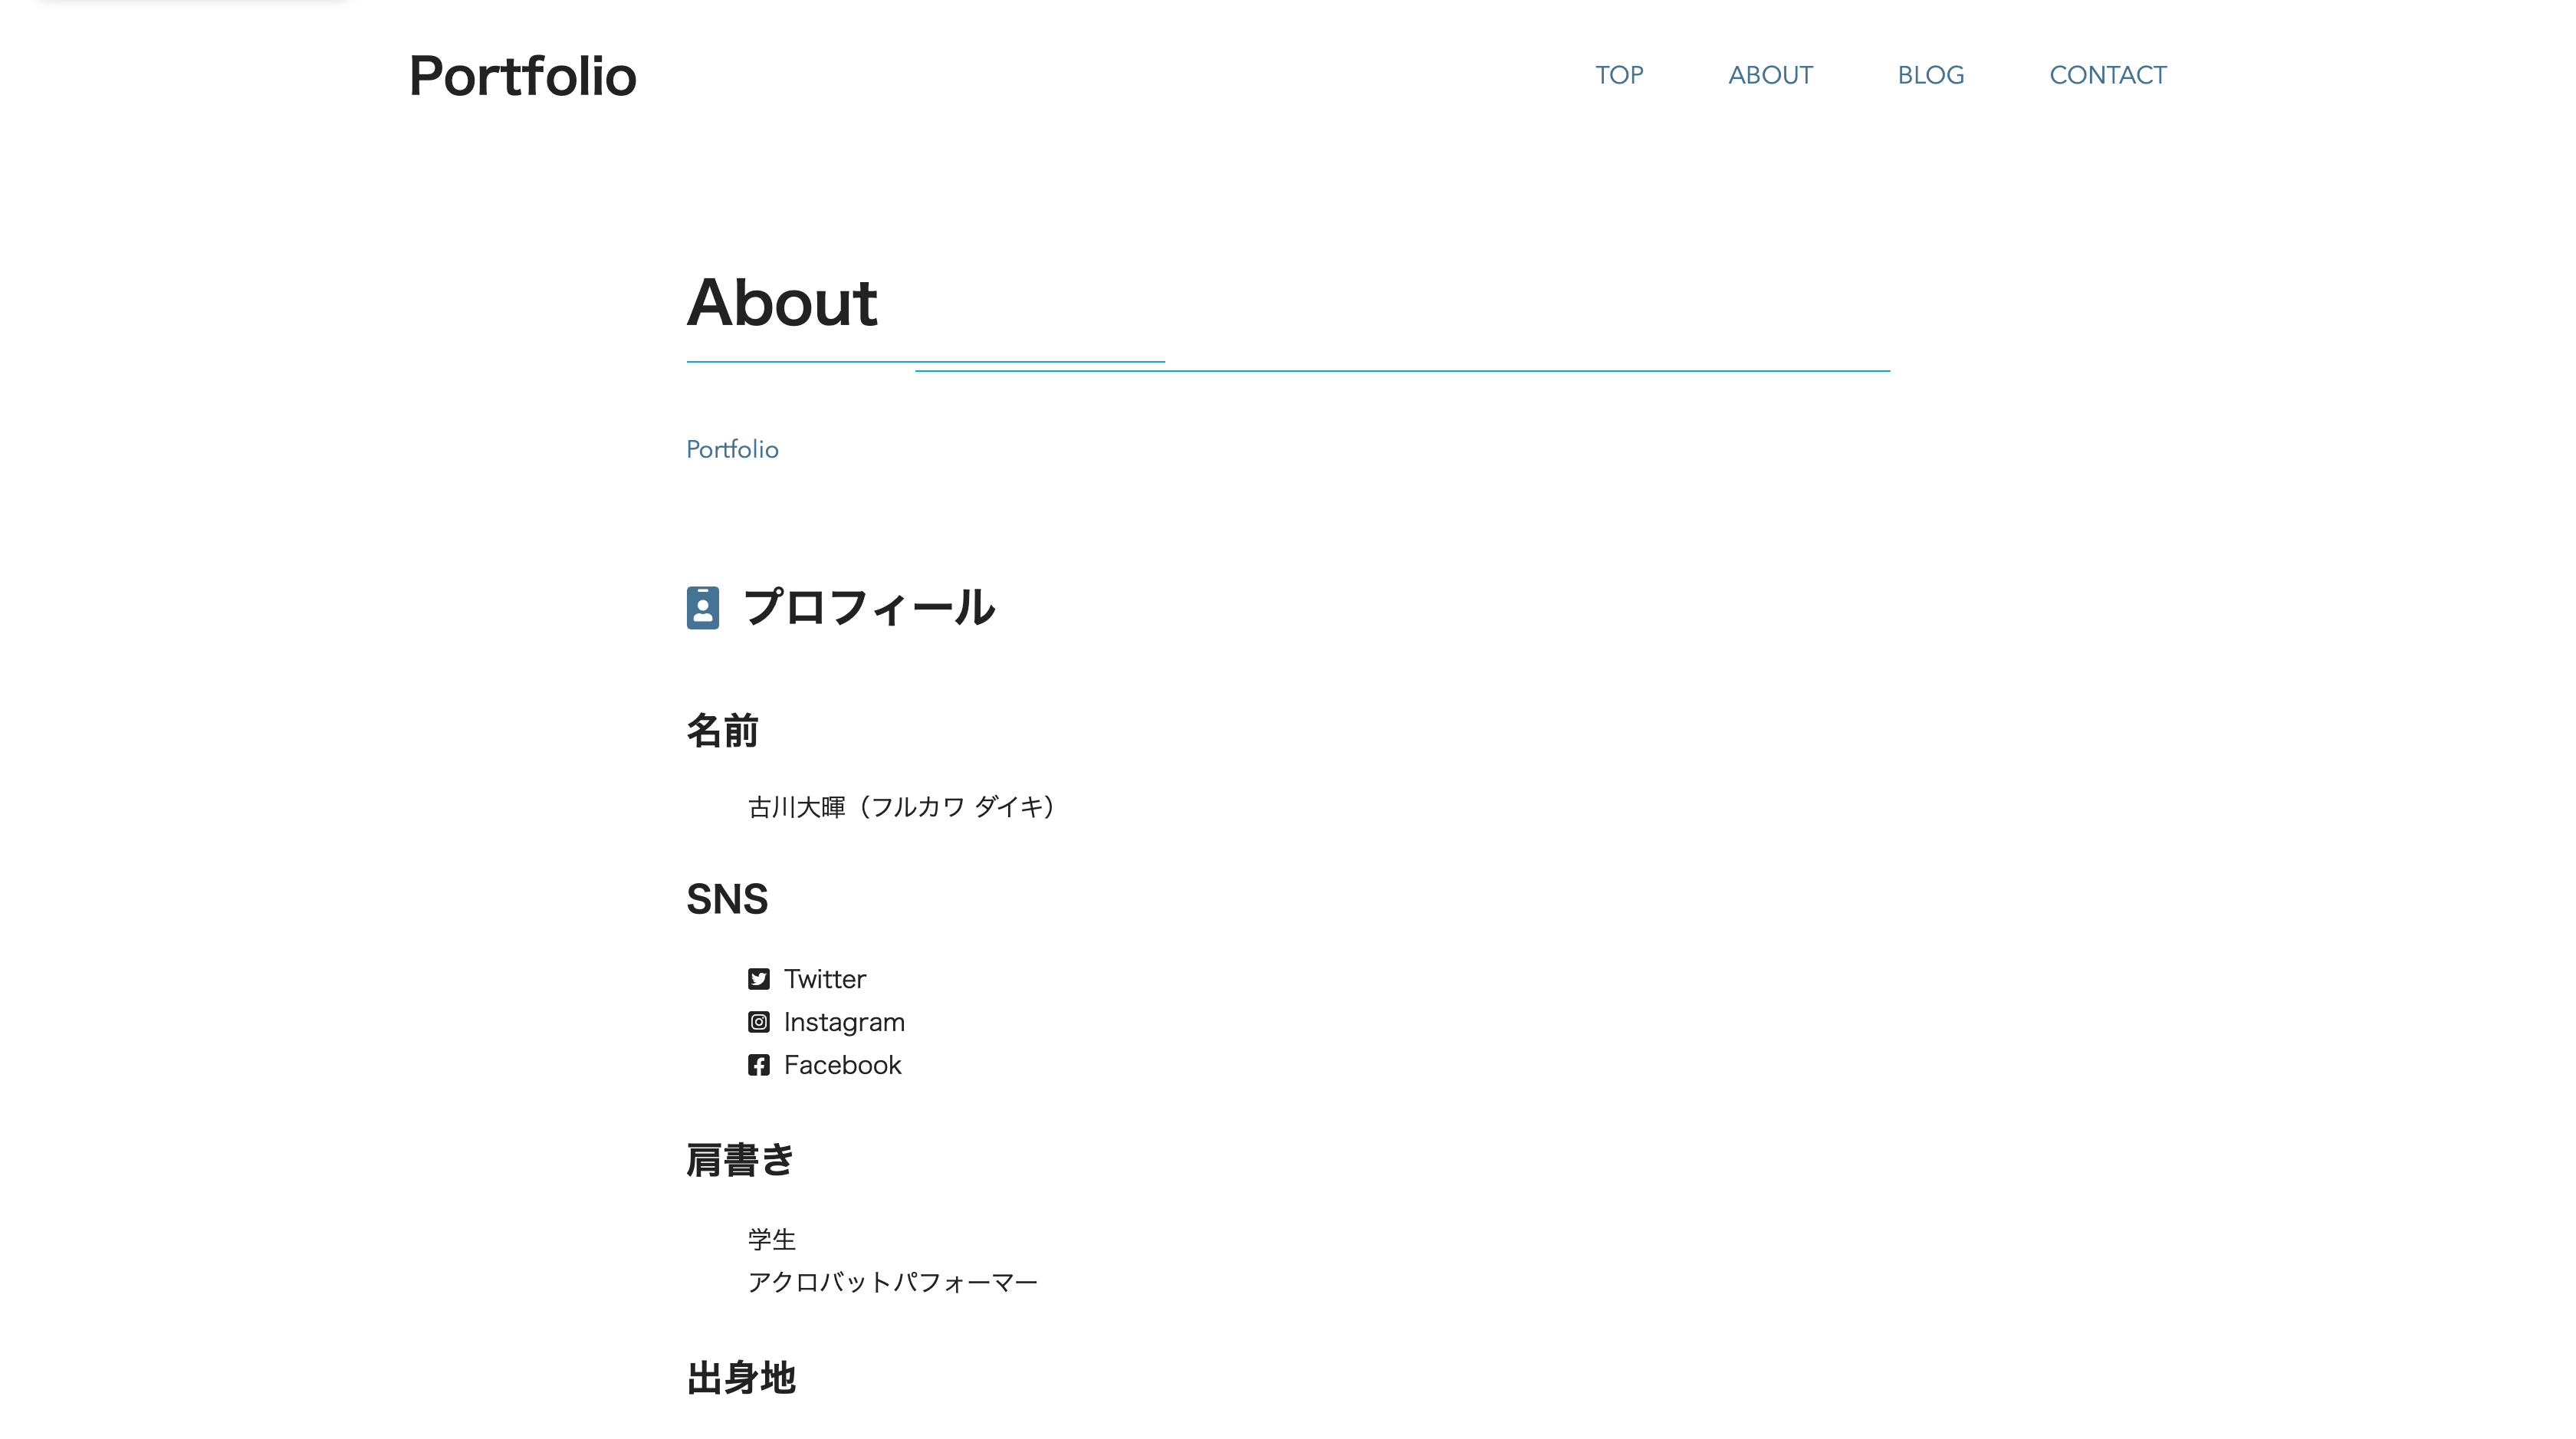 Portfolio
TOP ABOUT BLOG CONTACT
About
Portfolio
プロフィール
名前
古川大暉（フルカワ ダイキ）
SNS
Twitter
Instagram
Facebook
肩書き
学生
アクロバットパフォーマー
出身地